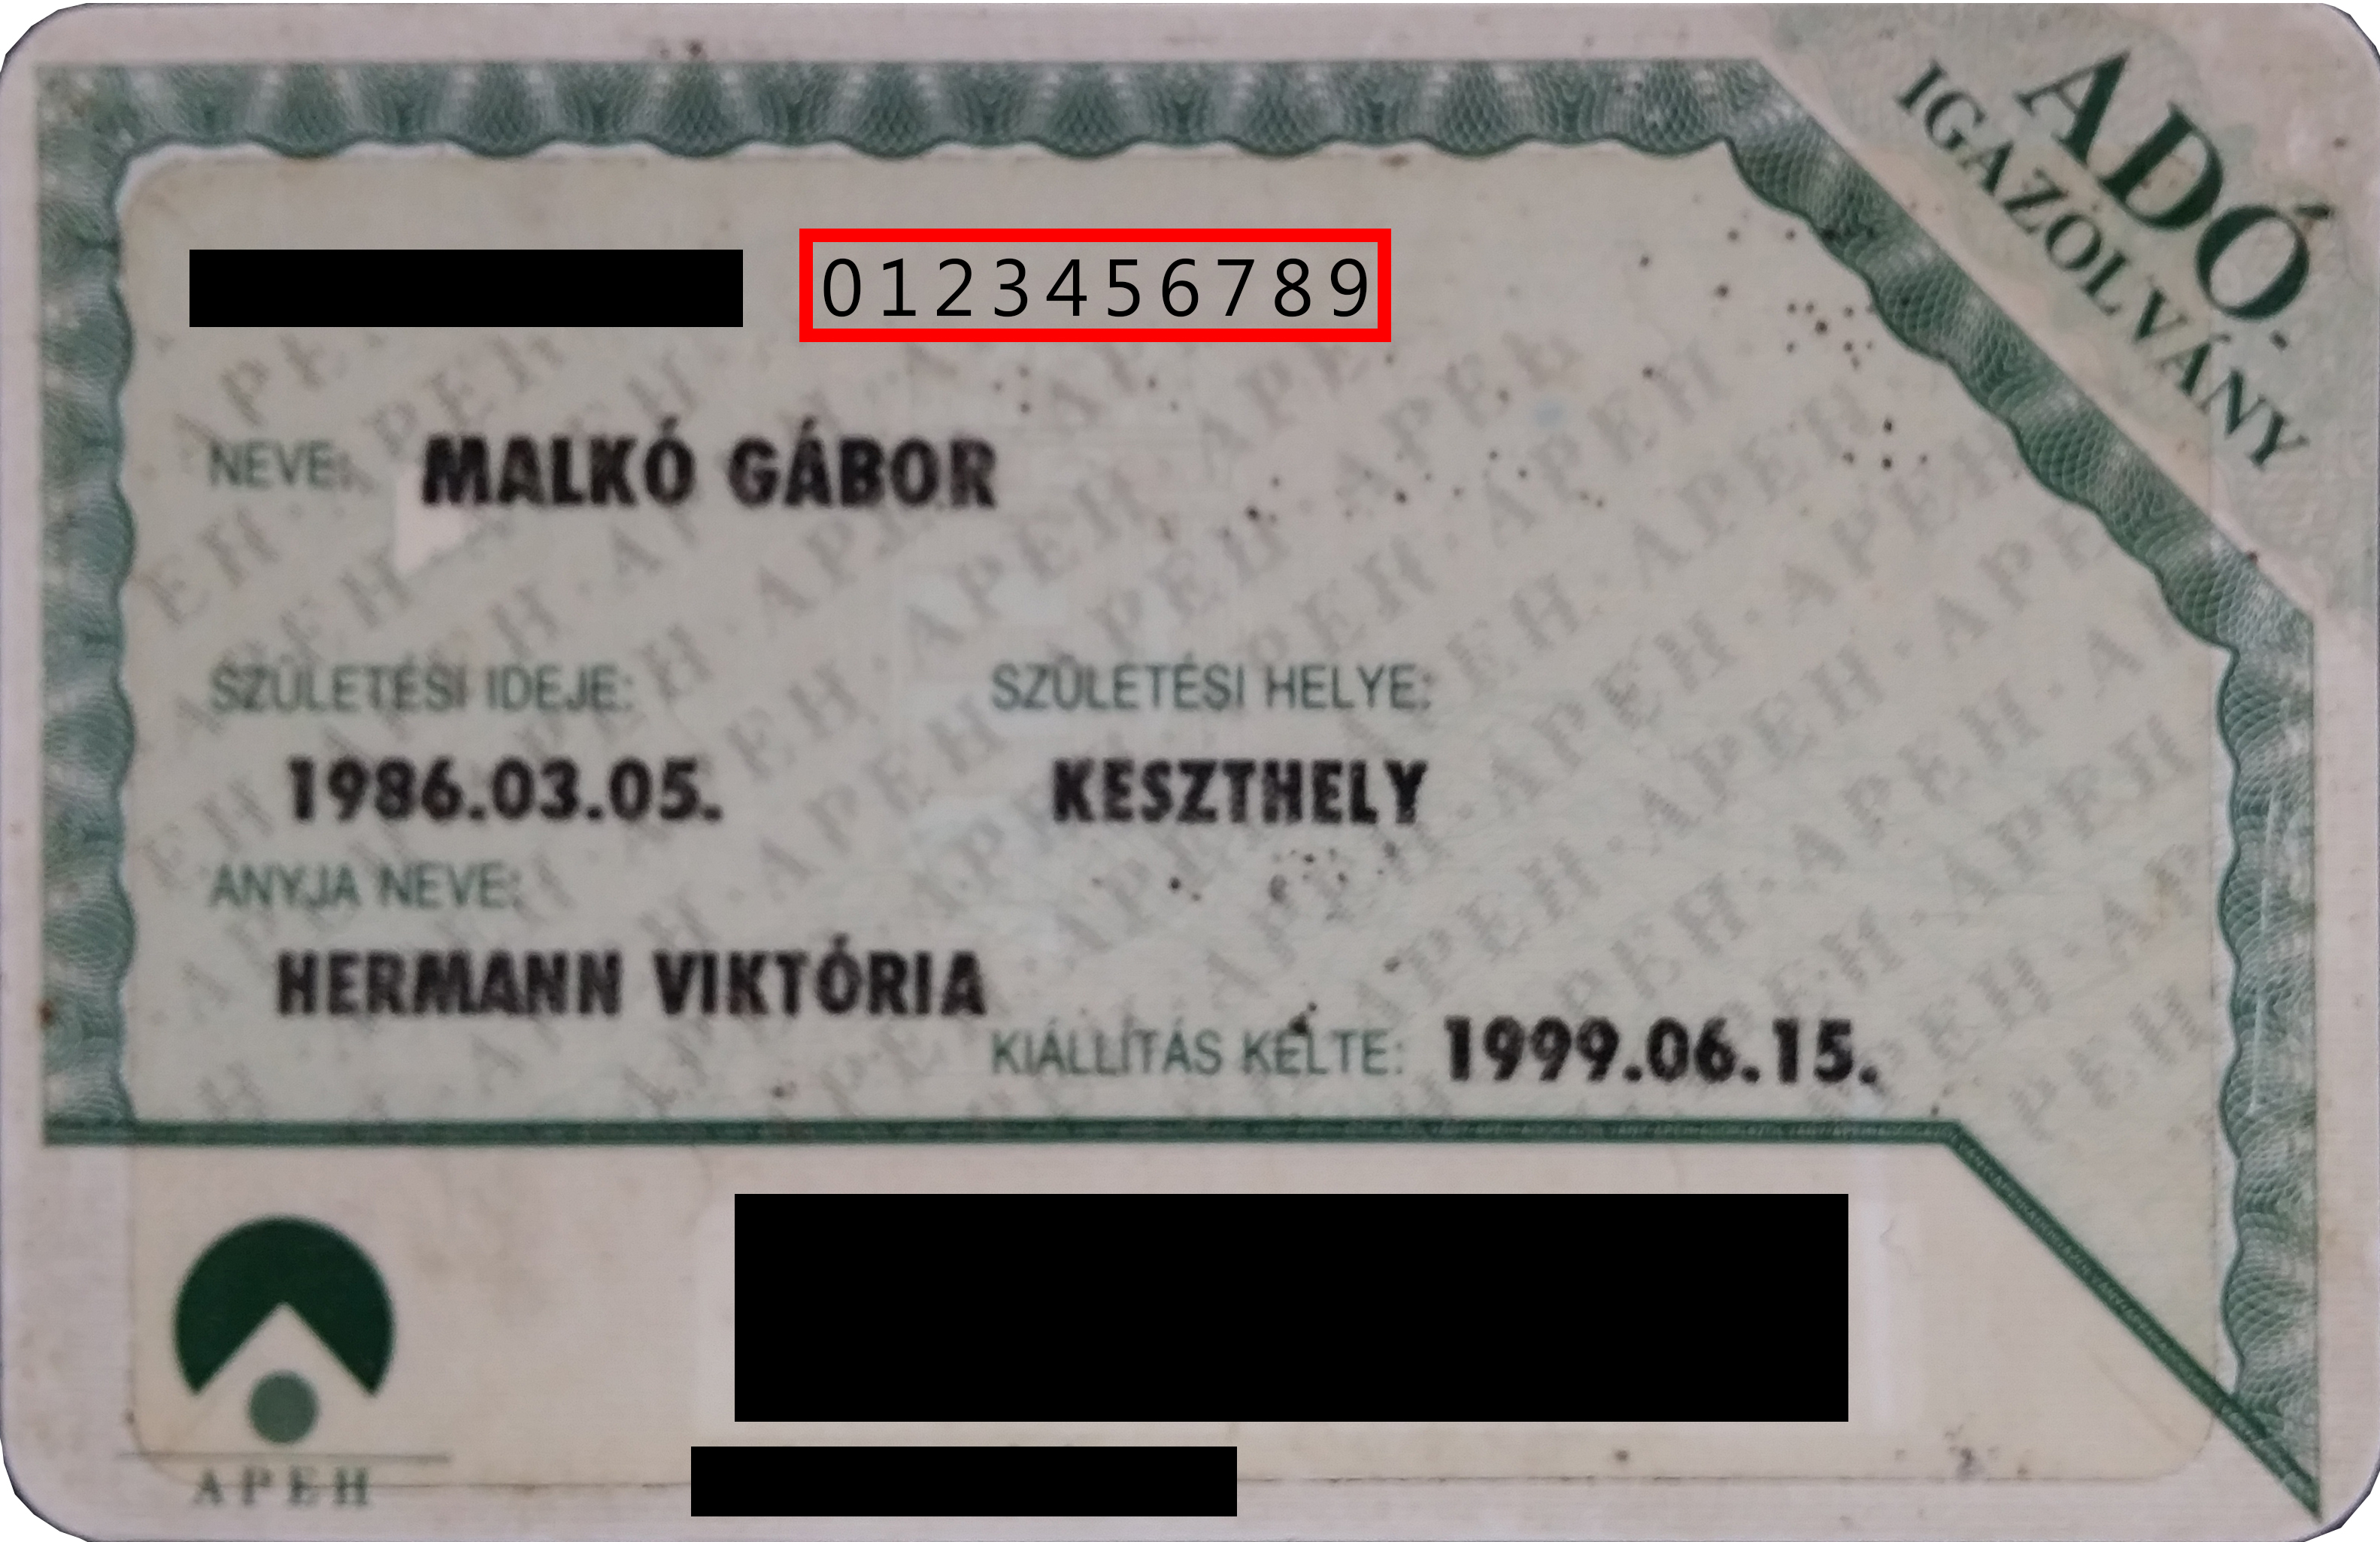 ADÓ-
IGAZOLVÁNY
0123456789
NEVE: MALKÓ GÁBOR
SZÜLETÉSI IDEJE: SZÜLETÉSI HELYE:
1986.03.05. KESZTHELY
ANYJA NEVE:
HERMANN VIKTÓRIA
KIÁLLÍTÁS KELTE: 1999.06.15.
APEH